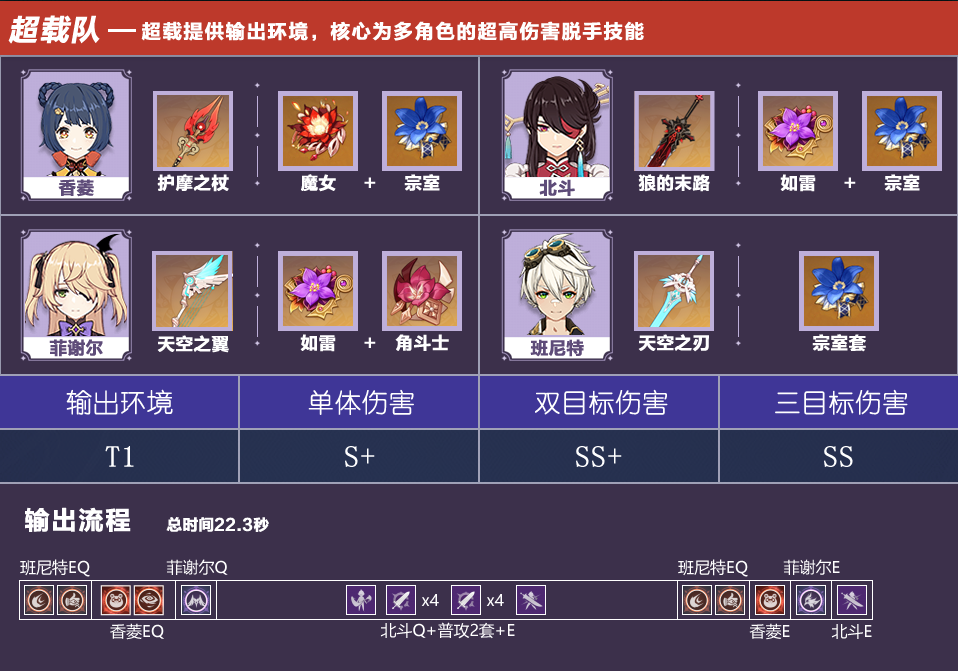 超载队 — 超载提供输出环境，核心为多角色的超高伤害脱手技能
香菱 护摩之杖 魔女 + 宗室
北斗 狼的末路 如雷 + 宗室
菲谢尔 天空之翼 如雷 + 角斗士
班尼特 天空之刃 宗室套
输出环境 单体伤害 双目标伤害 三目标伤害
T1 S+ SS+ SS
输出流程 总时间22.3秒
班尼特EQ 菲谢尔Q 班尼特EQ 菲谢尔E
x4 x4
香菱EQ 北斗Q+普攻2套+E 香菱E 北斗E